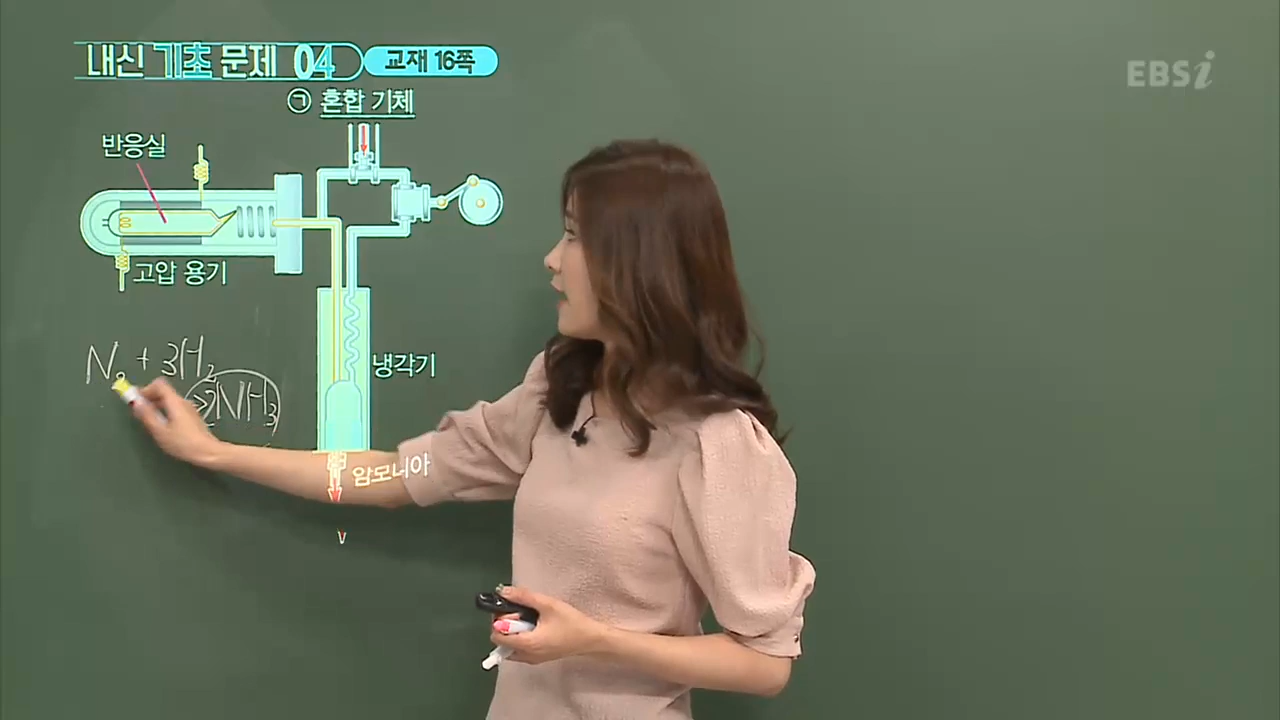 내신 기초 문제 04 교재 16쪽
EBSi
㉠ 혼합 기체
반응실
고압 용기
N₂ + 3H₂
→2NH₃
냉각기
암모니아